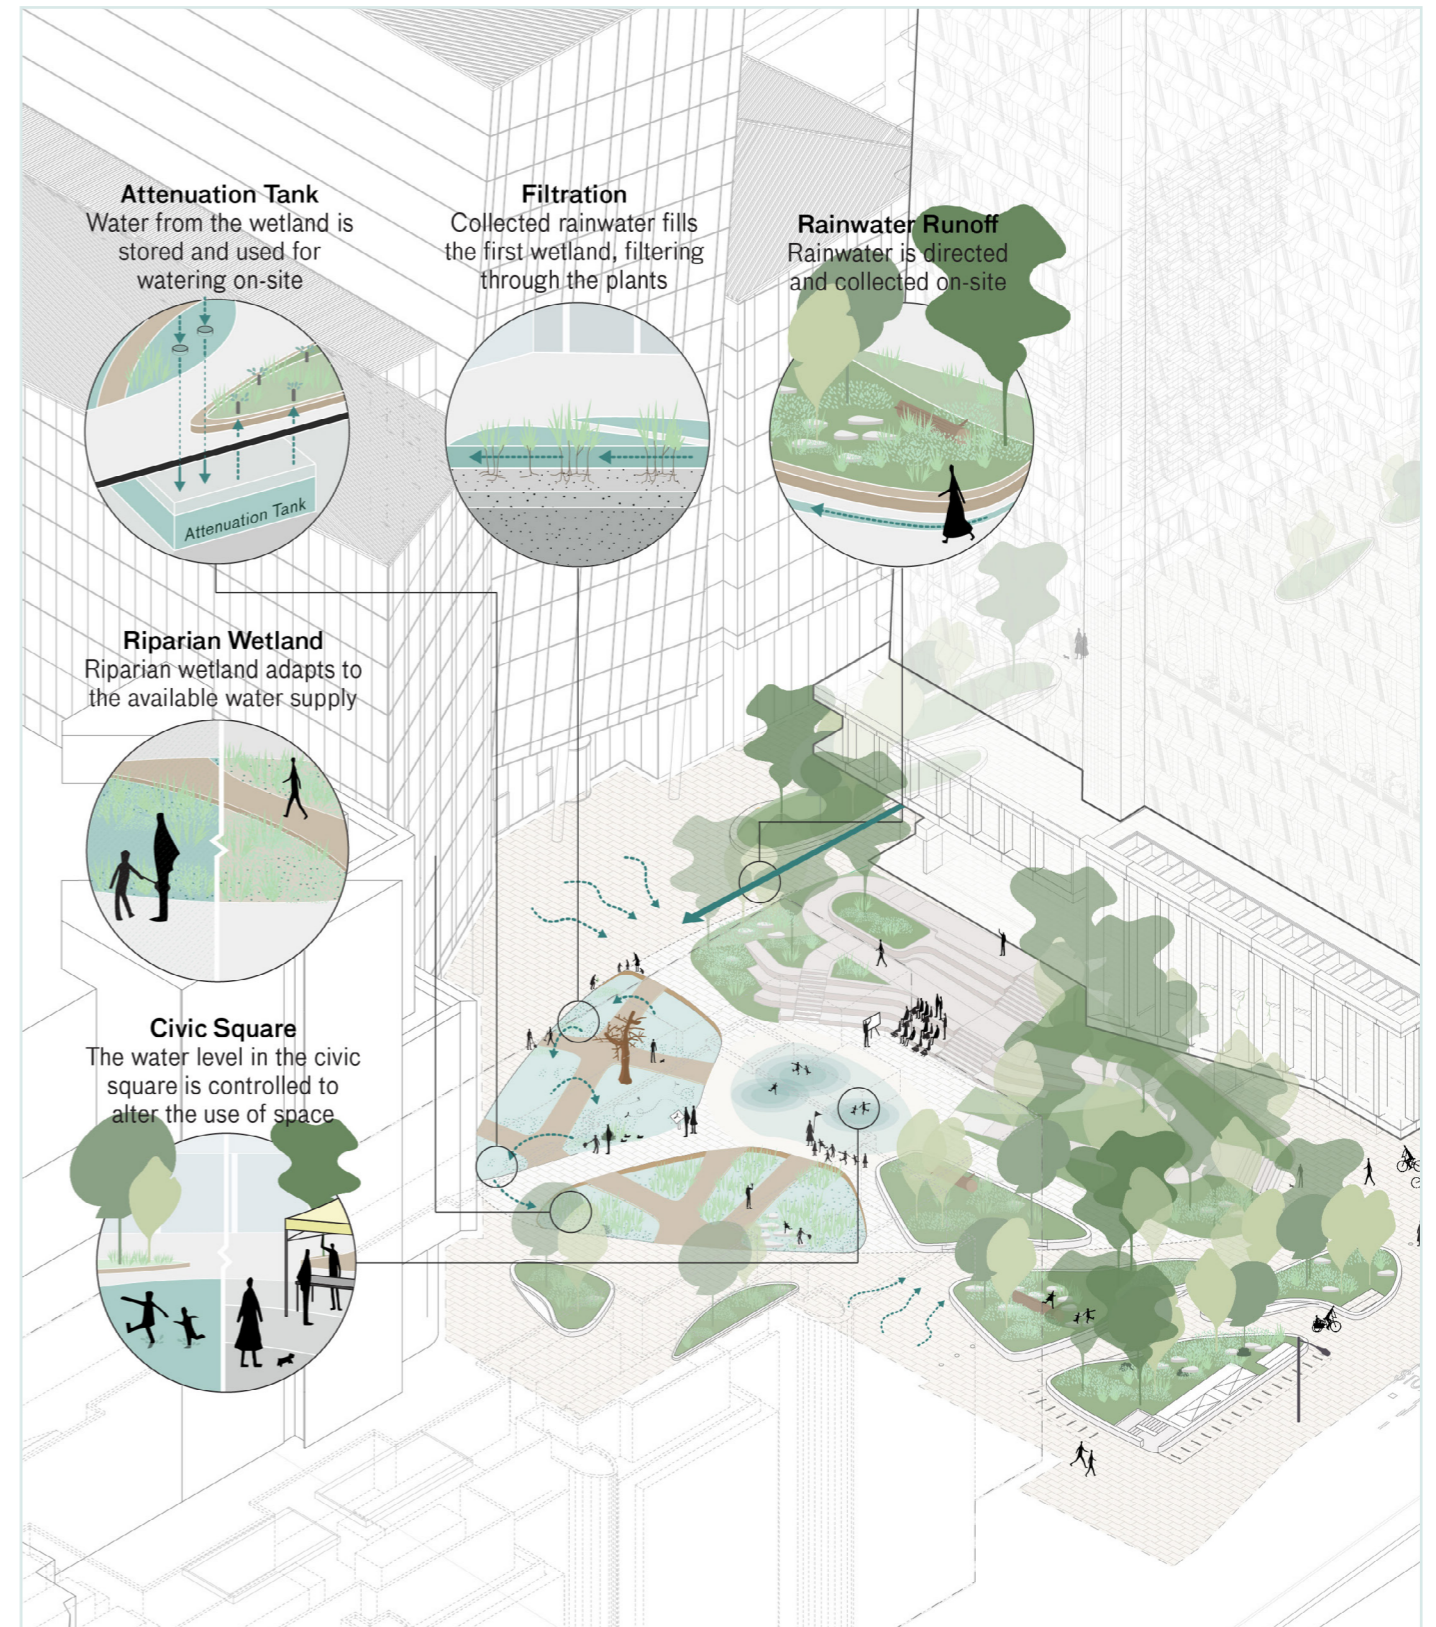 Attenuation Tank
Water from the wetland is
stored and used for
watering on-site
Filtration
Collected rainwater fills
the first wetland, filtering
through the plants
Rainwater Runoff
Rainwater is directed
and collected on-site
Attenuation Tank
Riparian Wetland
Riparian wetland adapts to
the available water supply
Civic Square
The water level in the civic
square is controlled to
alter the use of space